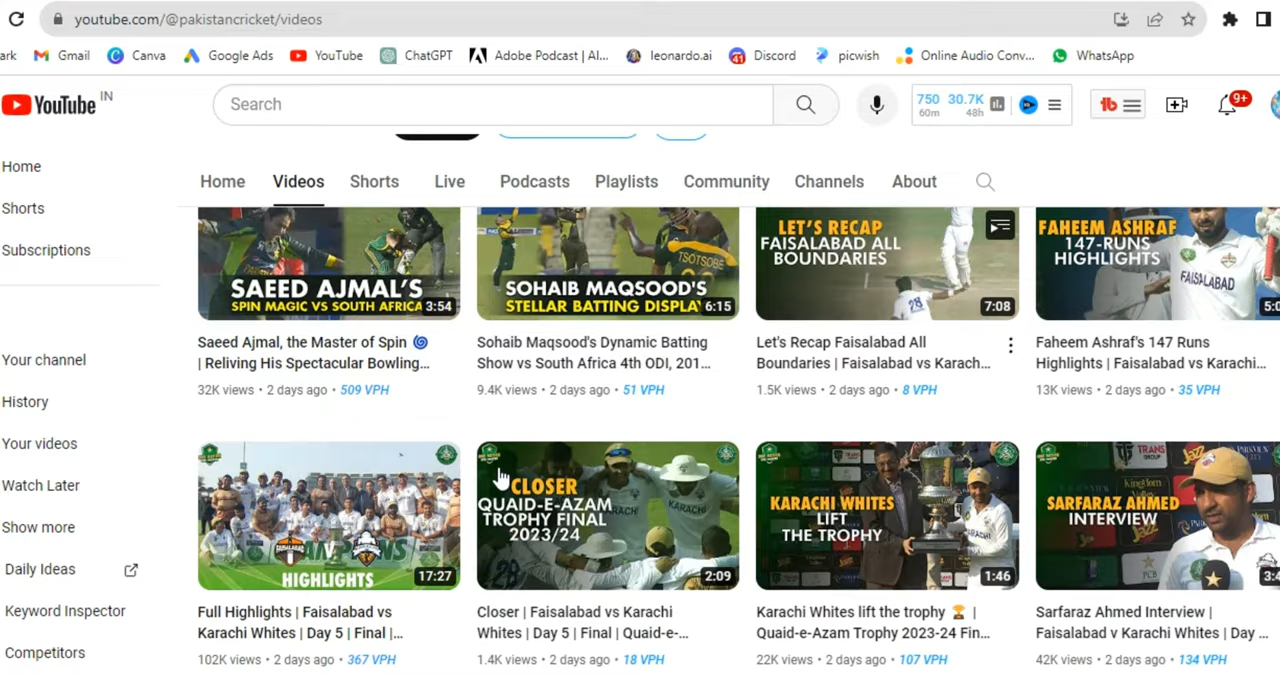 youtube.com/@pakistancricket/videos
ark Gmail Canva Google Ads YouTube ChatGPT Adobe Podcast | Al... leonardo.ai 41 Discord picwish Online Audio Conv... WhatsApp
YouTube IN Search 750 60m 30.7K 48h tb 9+
Home
Shorts
Subscriptions
Your channel
History
Your videos
Watch Later
Show more
Daily Ideas
Keyword Inspector
Competitors
Home Videos Shorts Live Podcasts Playlists Community Channels About
SAEED AJMAL'S
SPIN MAGIC VS SOUTH AFRICA 3:54
Saeed Ajmal, the Master of Spin 🌀
| Reliving His Spectacular Bowling...
32K views • 2 days ago • 509 VPH
TSOTSOBE
SOHAIB MAQSOOD'S
STELLAR BATTING DISPLAY 6:15
Sohaib Maqsood's Dynamic Batting
Show vs South Africa 4th ODI, 201...
9.4K views • 2 days ago • 51 VPH
LET'S RECAP
FAISALABAD ALL
BOUNDARIES
28
7:08
Let's Recap Faisalabad All
Boundaries | Faisalabad vs Karach...
1.5K views • 2 days ago • 8 VPH
FAHEEM ASHRAF
147-RUNS
HIGHLIGHTS
FAISALABAD
5:0
Faheem Ashraf's 147 Runs
Highlights | Faisalabad vs Karachi...
13K views • 2 days ago • 35 VPH
HIGHLIGHTS
17:27
Full Highlights | Faisalabad vs
Karachi Whites | Day 5 | Final |...
102K views • 2 days ago • 367 VPH
CLOSER
QUAID-E-AZAM
TROPHY FINAL
2023/24
KARACHI
28
2:09
Closer | Faisalabad vs Karachi
Whites | Day 5 | Final | Quaid-e-...
1.4K views • 2 days ago • 18 VPH
KARACHI WHITES
LIFT
THE TROPHY
1:46
Karachi Whites lift the trophy 🏆 |
Quaid-e-Azam Trophy 2023-24 Fin...
22K views • 2 days ago • 107 VPH
TRANS
GROUP
Jazz
Kingdom
SARFARAZ AHMED
INTERVIEW
3:4
Sarfaraz Ahmed Interview |
Faisalabad v Karachi Whites | Day ...
42K views • 2 days ago • 134 VPH